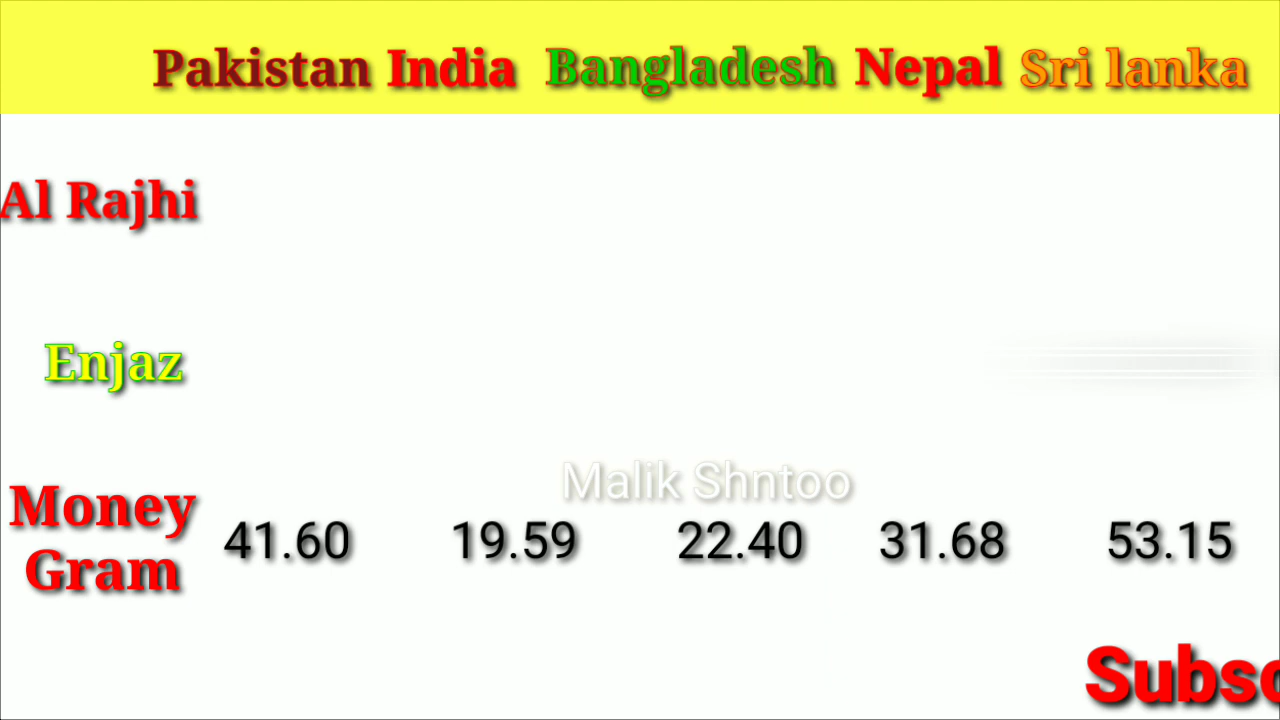 Pakistan India Bangladesh Nepal Sri lanka
Al Rajhi
Enjaz
Malik Shntoo
Money
Gram
41.60 19.59 22.40 31.68 53.15